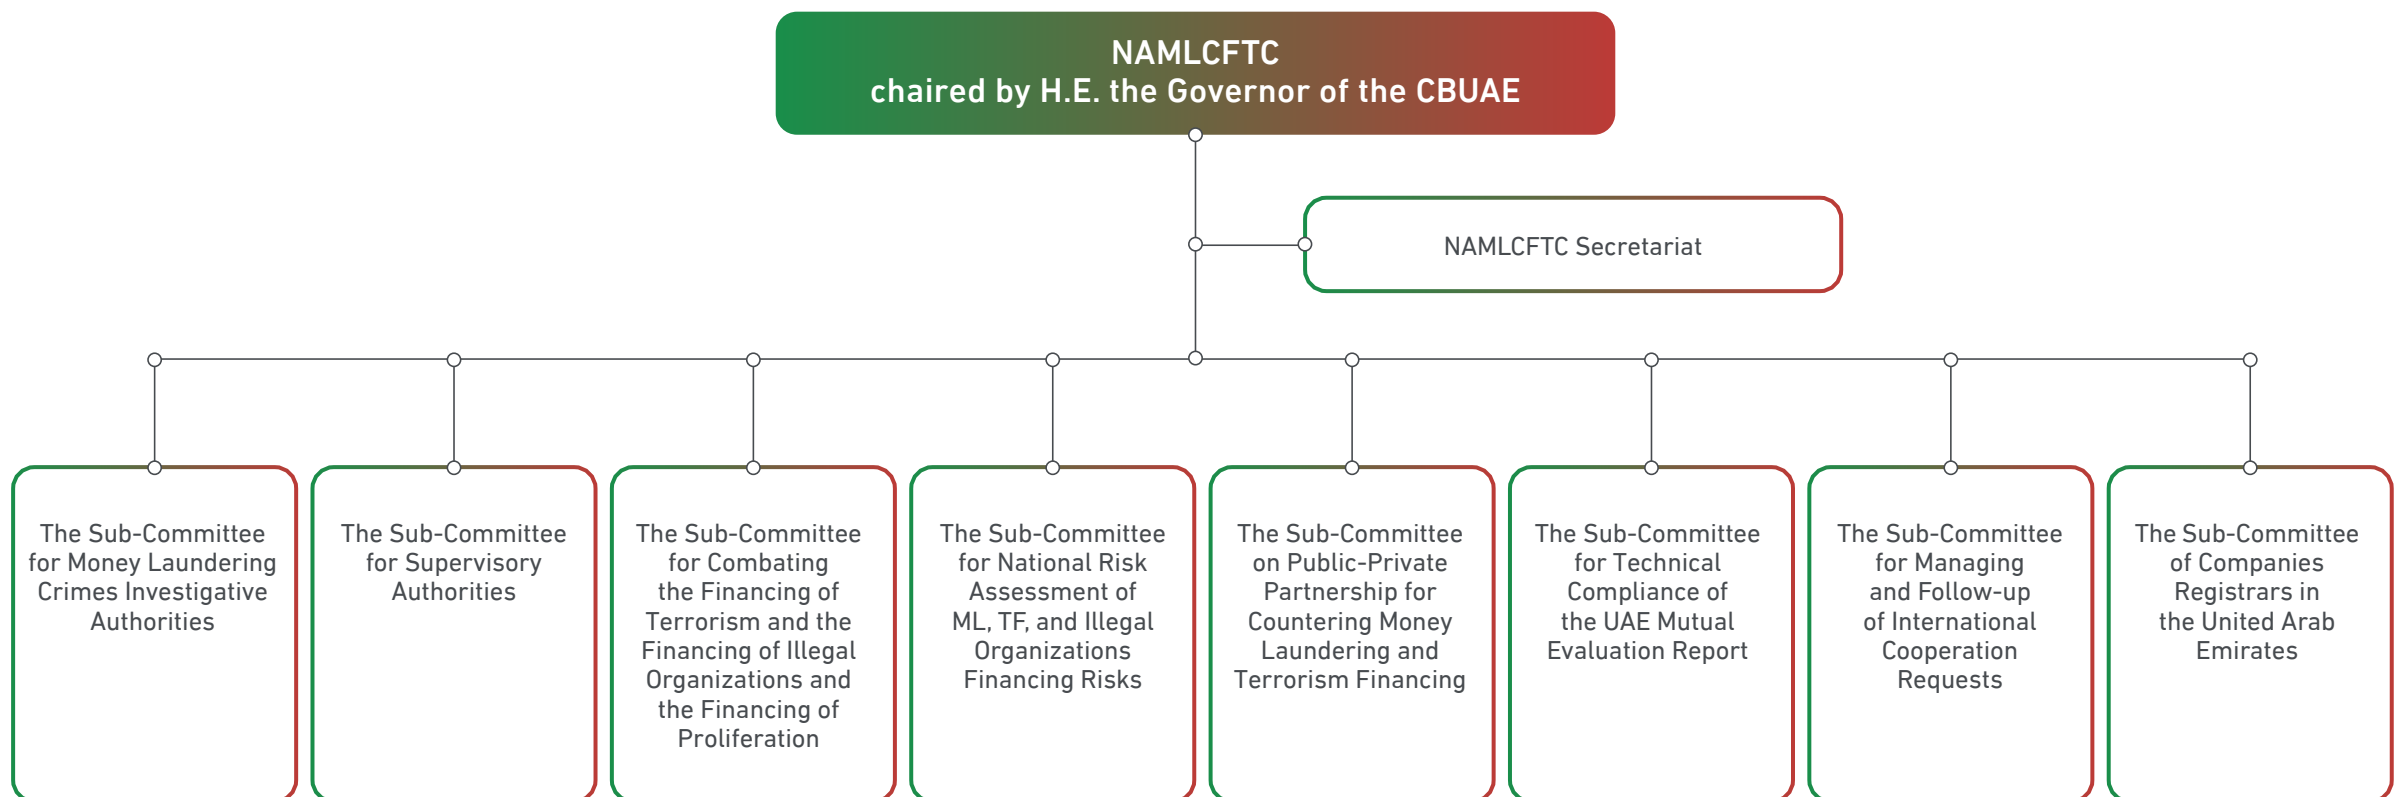 NAMLCFTC
chaired by H.E. the Governor of the CBUAE
NAMLCFTC Secretariat
The Sub-Committee
for Money Laundering
Crimes Investigative
Authorities
The Sub-Committee
for Supervisory
Authorities
The Sub-Committee
for Combating
the Financing of
Terrorism and the
Financing of Illegal
Organizations and
the Financing of
Proliferation
The Sub-Committee
for National Risk
Assessment of
ML, TF, and Illegal
Organizations
Financing Risks
The Sub-Committee
on Public-Private
Partnership for
Countering Money
Laundering and
Terrorism Financing
The Sub-Committee
for Technical
Compliance of
the UAE Mutual
Evaluation Report
The Sub-Committee
for Managing
and Follow-up
of International
Cooperation
Requests
The Sub-Committee
of Companies
Registrars in
the United Arab
Emirates